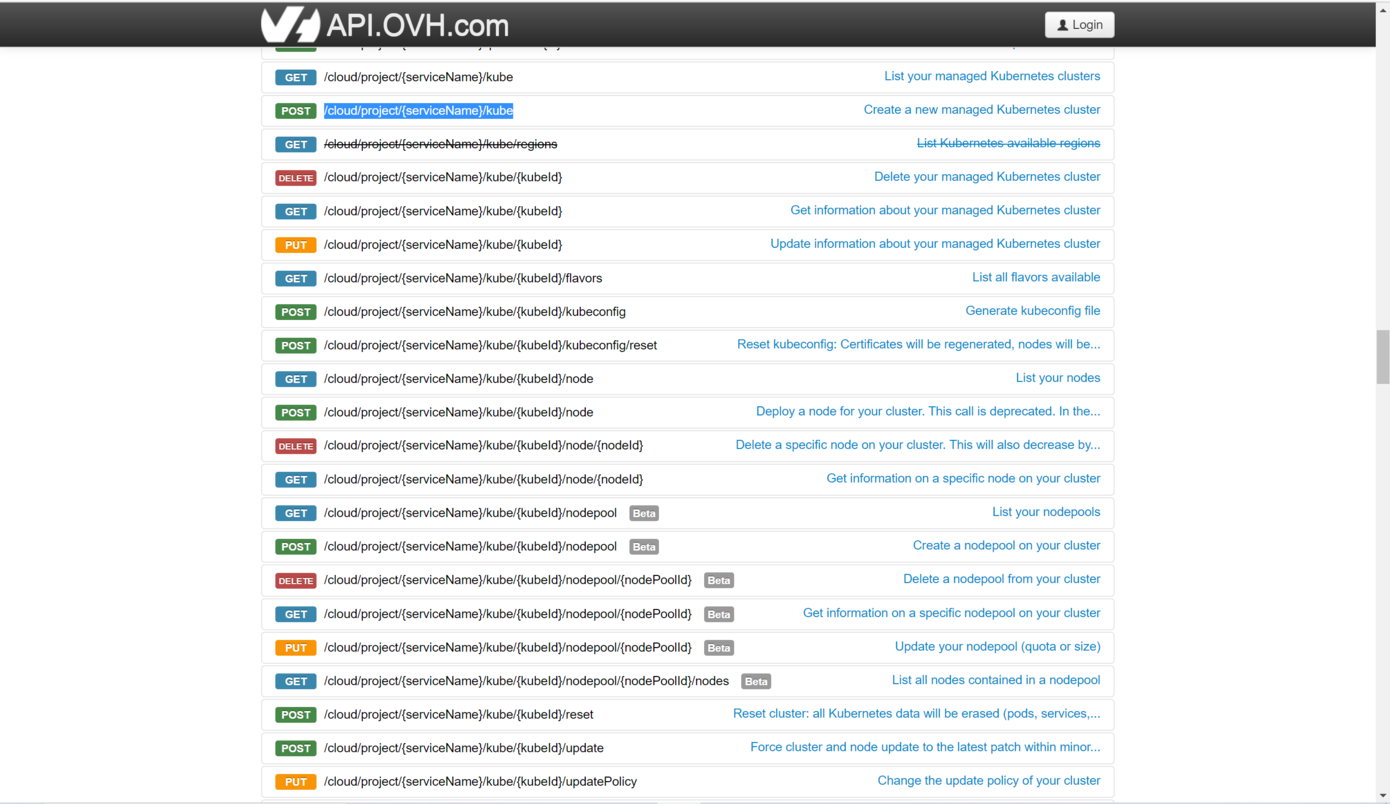 API.OVH.com
Login
GET /cloud/project/{serviceName}/kube List your managed Kubernetes clusters
POST /cloud/project/{serviceName}/kube Create a new managed Kubernetes cluster
GET /cloud/project/{serviceName}/kube/regions List Kubernetes available regions
DELETE /cloud/project/{serviceName}/kube/{kubeId} Delete your managed Kubernetes cluster
GET /cloud/project/{serviceName}/kube/{kubeId} Get information about your managed Kubernetes cluster
PUT /cloud/project/{serviceName}/kube/{kubeId} Update information about your managed Kubernetes cluster
GET /cloud/project/{serviceName}/kube/{kubeId}/flavors List all flavors available
POST /cloud/project/{serviceName}/kube/{kubeId}/kubeconfig Generate kubeconfig file
POST /cloud/project/{serviceName}/kube/{kubeId}/kubeconfig/reset Reset kubeconfig: Certificates will be regenerated, nodes will be...
GET /cloud/project/{serviceName}/kube/{kubeId}/node List your nodes
POST /cloud/project/{serviceName}/kube/{kubeId}/node Deploy a node for your cluster. This call is deprecated. In the...
DELETE /cloud/project/{serviceName}/kube/{kubeId}/node/{nodeId} Delete a specific node on your cluster. This will also decrease by...
GET /cloud/project/{serviceName}/kube/{kubeId}/node/{nodeId} Get information on a specific node on your cluster
GET /cloud/project/{serviceName}/kube/{kubeId}/nodepool Beta List your nodepools
POST /cloud/project/{serviceName}/kube/{kubeId}/nodepool Beta Create a nodepool on your cluster
DELETE /cloud/project/{serviceName}/kube/{kubeId}/nodepool/{nodePoolId} Beta Delete a nodepool from your cluster
GET /cloud/project/{serviceName}/kube/{kubeId}/nodepool/{nodePoolId} Beta Get information on a specific nodepool on your cluster
PUT /cloud/project/{serviceName}/kube/{kubeId}/nodepool/{nodePoolId} Beta Update your nodepool (quota or size)
GET /cloud/project/{serviceName}/kube/{kubeId}/nodepool/{nodePoolId}/nodes Beta List all nodes contained in a nodepool
POST /cloud/project/{serviceName}/kube/{kubeId}/reset Reset cluster: all Kubernetes data will be erased (pods, services,...
POST /cloud/project/{serviceName}/kube/{kubeId}/update Force cluster and node update to the latest patch within minor...
PUT /cloud/project/{serviceName}/kube/{kubeId}/updatePolicy Change the update policy of your cluster